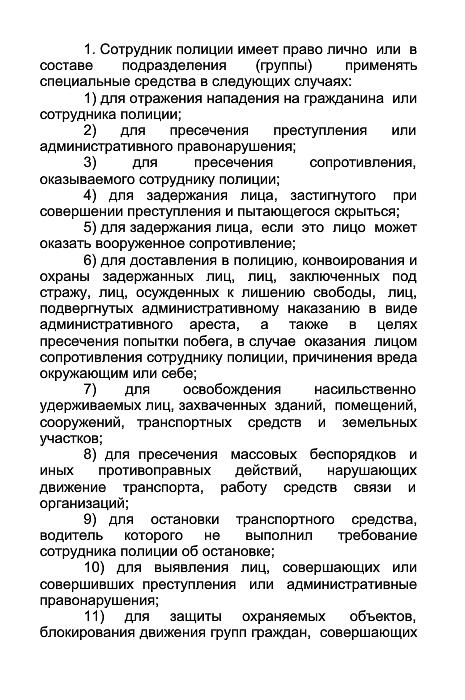 1. Сотрудник полиции имеет право лично или в
составе подразделения (группы) применять
специальные средства в следующих случаях:
1) для отражения нападения на гражданина или
сотрудника полиции;
2) для пресечения преступления или
административного правонарушения;
3) для пресечения сопротивления,
оказываемого сотруднику полиции;
4) для задержания лица, застигнутого при
совершении преступления и пытающегося скрыться;
5) для задержания лица, если это лицо может
оказать вооруженное сопротивление;
6) для доставления в полицию, конвоирования и
охраны задержанных лиц, лиц, заключенных под
стражу, лиц, осужденных к лишению свободы, лиц,
подвергнутых административному наказанию в виде
административного ареста, а также в целях
пресечения попытки побега, в случае оказания лицом
сопротивления сотруднику полиции, причинения вреда
окружающим или себе;
7) для освобождения насильственно
удерживаемых лиц, захваченных зданий, помещений,
сооружений, транспортных средств и земельных
участков;
8) для пресечения массовых беспорядков и
иных противоправных действий, нарушающих
движение транспорта, работу средств связи и
организаций;
9) для остановки транспортного средства,
водитель которого не выполнил требование
сотрудника полиции об остановке;
10) для выявления лиц, совершающих или
совершивших преступления или административные
правонарушения;
11) для защиты охраняемых объектов,
блокирования движения групп граждан, совершающих